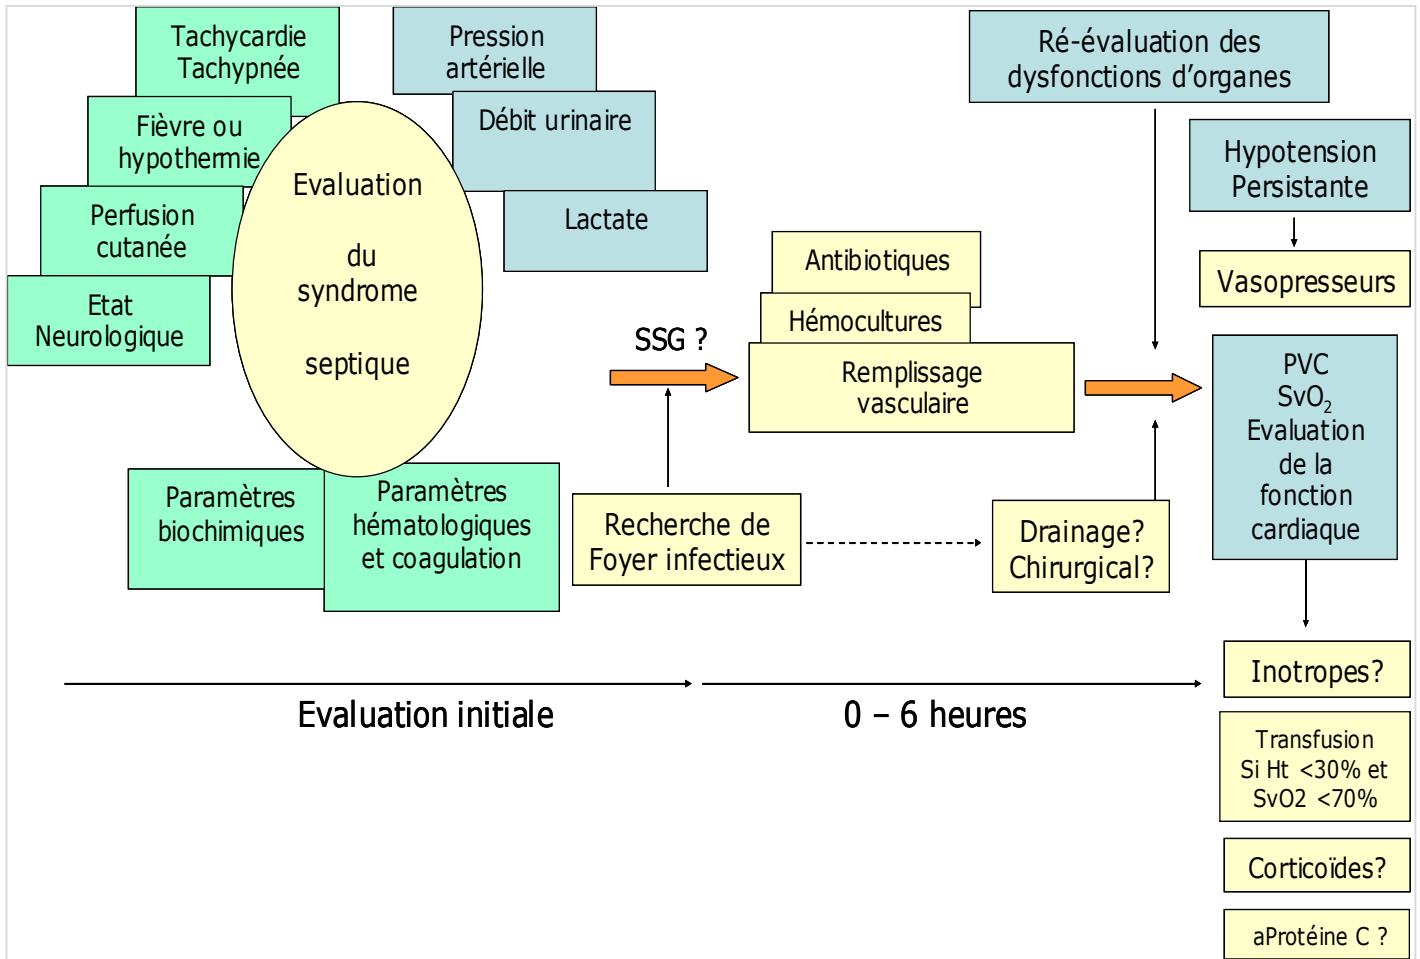 Tachycardie
Tachypnée
Fièvre ou
hypothermie
Perfusion
cutanée
Etat
Neurologique
Evaluation
du
syndrome
septique
Pression
artérielle
Débit urinaire
Lactate
Paramètres
biochimiques
Paramètres
hématologiques
et coagulation
SSG ?
Recherche de
Foyer infectieux
Antibiotiques
Hémocultures
Remplissage
vasculaire
Drainage?
Chirurgical?
Ré-évaluation des
dysfonctions d’organes
Hypotension
Persistante
Vasopresseurs
PVC
SvO₂
Evaluation
de la
fonction
cardiaque
Inotropes?
Transfusion
Si Ht <30% et
SvO2 <70%
Corticoïdes?
aProtéine C ?
Evaluation initiale
0 – 6 heures